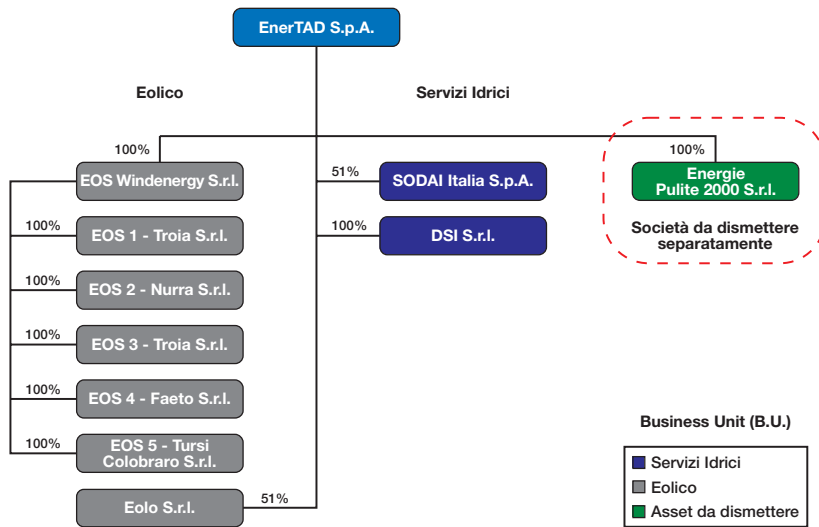 EnerTAD S.p.A.
Eolico
Servizi Idrici
100%
51%
100%
EOS Windenergy S.r.l.
SODAI Italia S.p.A.
Energie
Pulite 2000 S.r.l.
100%
100%
EOS 1 - Troia S.r.l.
DSI S.r.l.
Società da dismettere
separatamente
100%
EOS 2 - Nurra S.r.l.
100%
EOS 3 - Troia S.r.l.
100%
EOS 4 - Faeto S.r.l.
100%
EOS 5 - Tursi
Colobraro S.r.l.
Eolo S.r.l.
51%
Business Unit (B.U.)
Servizi Idrici
Eolico
Asset da dismettere